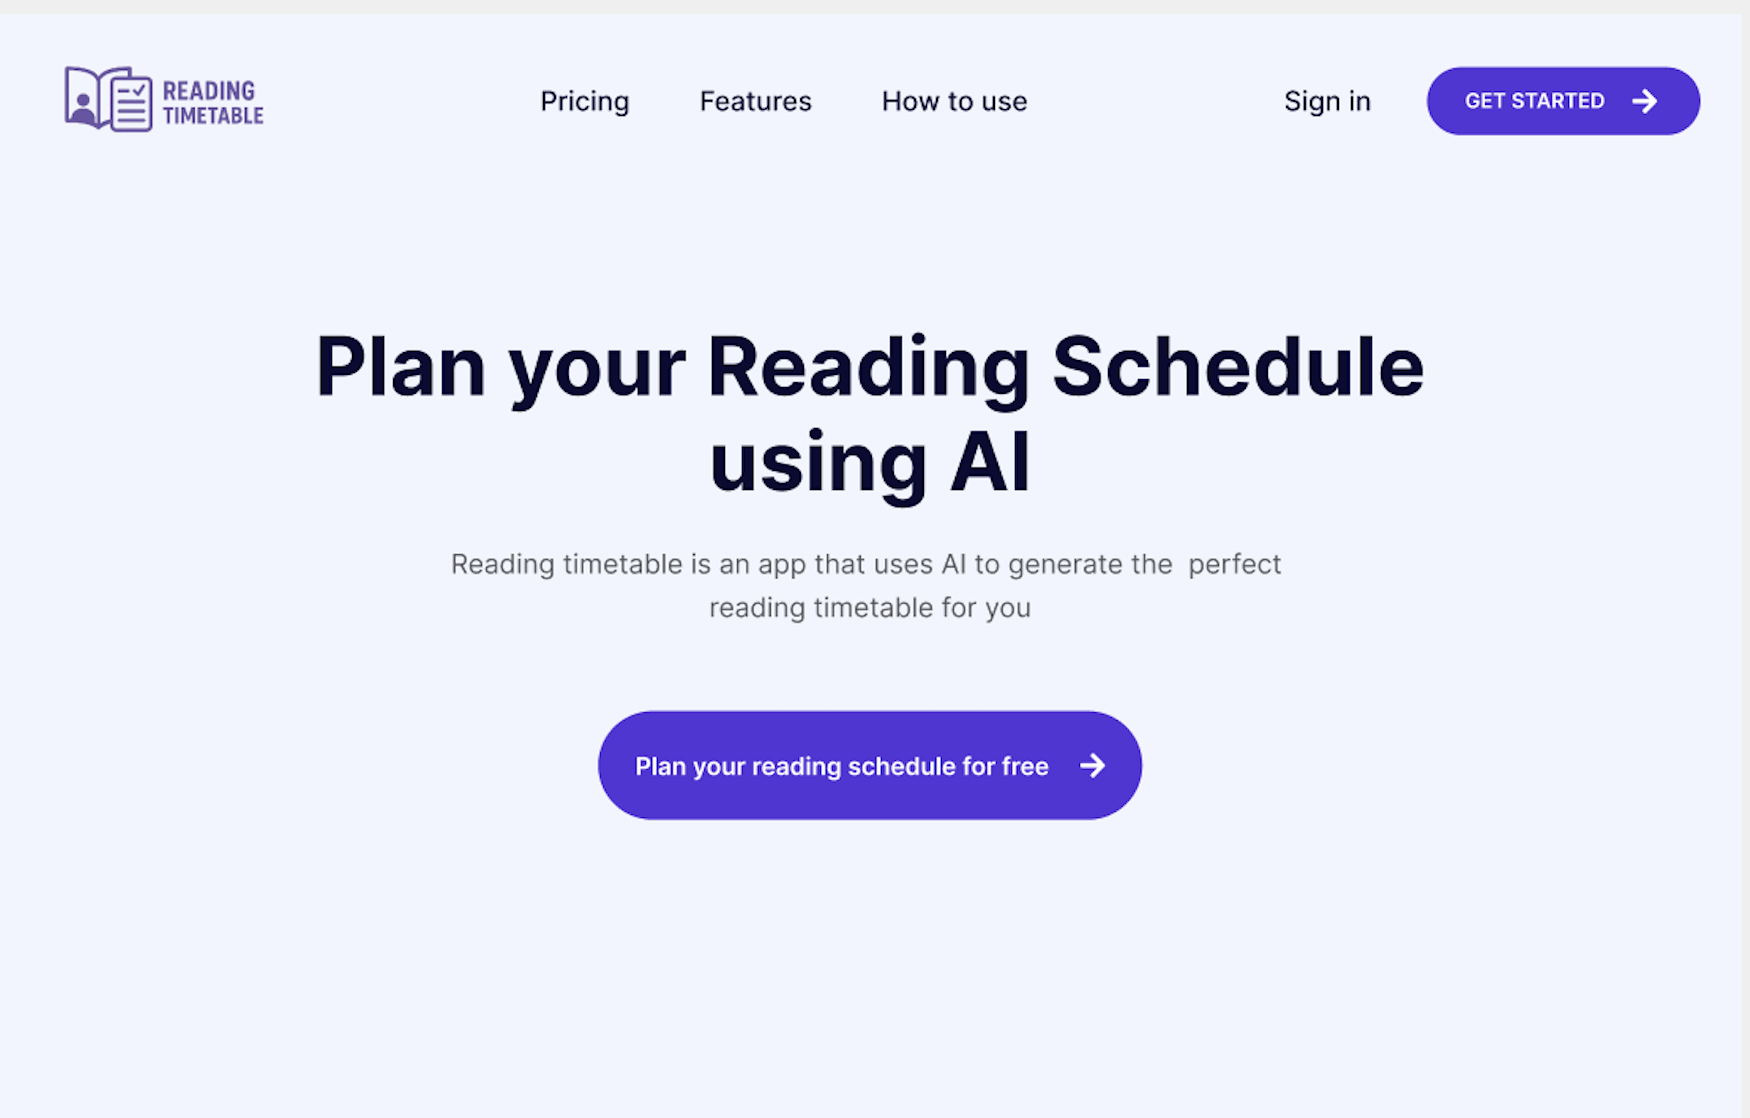 READING
TIMETABLE
Pricing
Features
How to use
Sign in
GET STARTED
Plan your Reading Schedule
using AI
Reading timetable is an app that uses AI to generate the  perfect
reading timetable for you
Plan your reading schedule for free